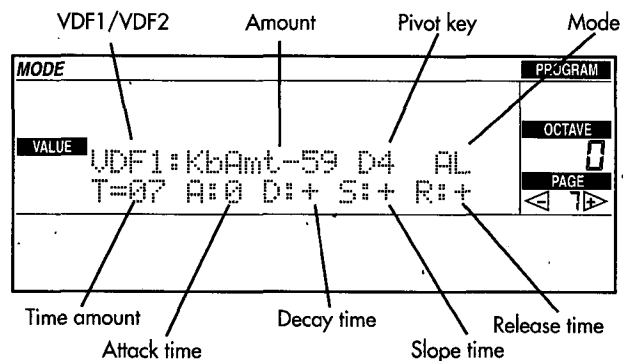 VDF1/VDF2 Amount Pivot key Mode
MODE PROGRAM
OCTAVE
VALUE VDF1:KbAmt-59 D4 AL 0
T=07 A:0 D:+ S:+ R:+ PAGE
- 7 +
Time amount Decay time Release time
Attack time Slope time